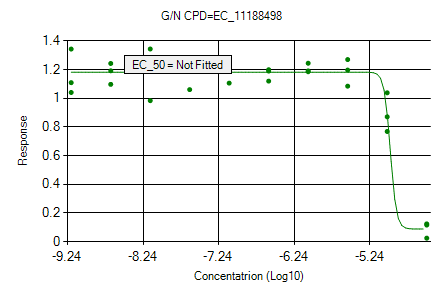 G/N CPD=EC_11188498
EC_50 = Not Fitted
1.4
1.2
1
0.8
0.6
0.4
0.2
0
Response
-9.24 -8.24 -7.24 -6.24 -5.24
Concentatrion (Log10)